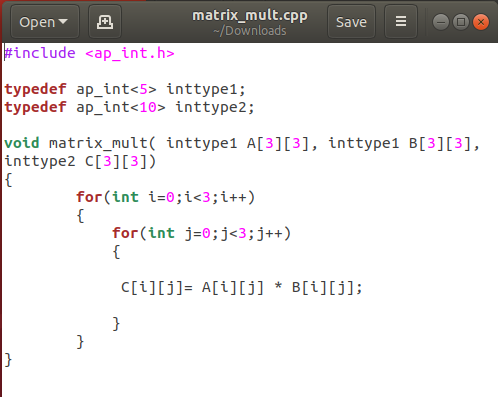 Open
matrix_mult.cpp
~/Downloads
Save
#include <ap_int.h>
typedef ap_int<5> inttype1;
typedef ap_int<10> inttype2;
void matrix_mult( inttype1 A[3][3], inttype1 B[3][3],
inttype2 C[3][3])
{
for(int i=0;i<3;i++)
{
for(int j=0;j<3;j++)
{
C[i][j]= A[i][j] * B[i][j];
}
}
}